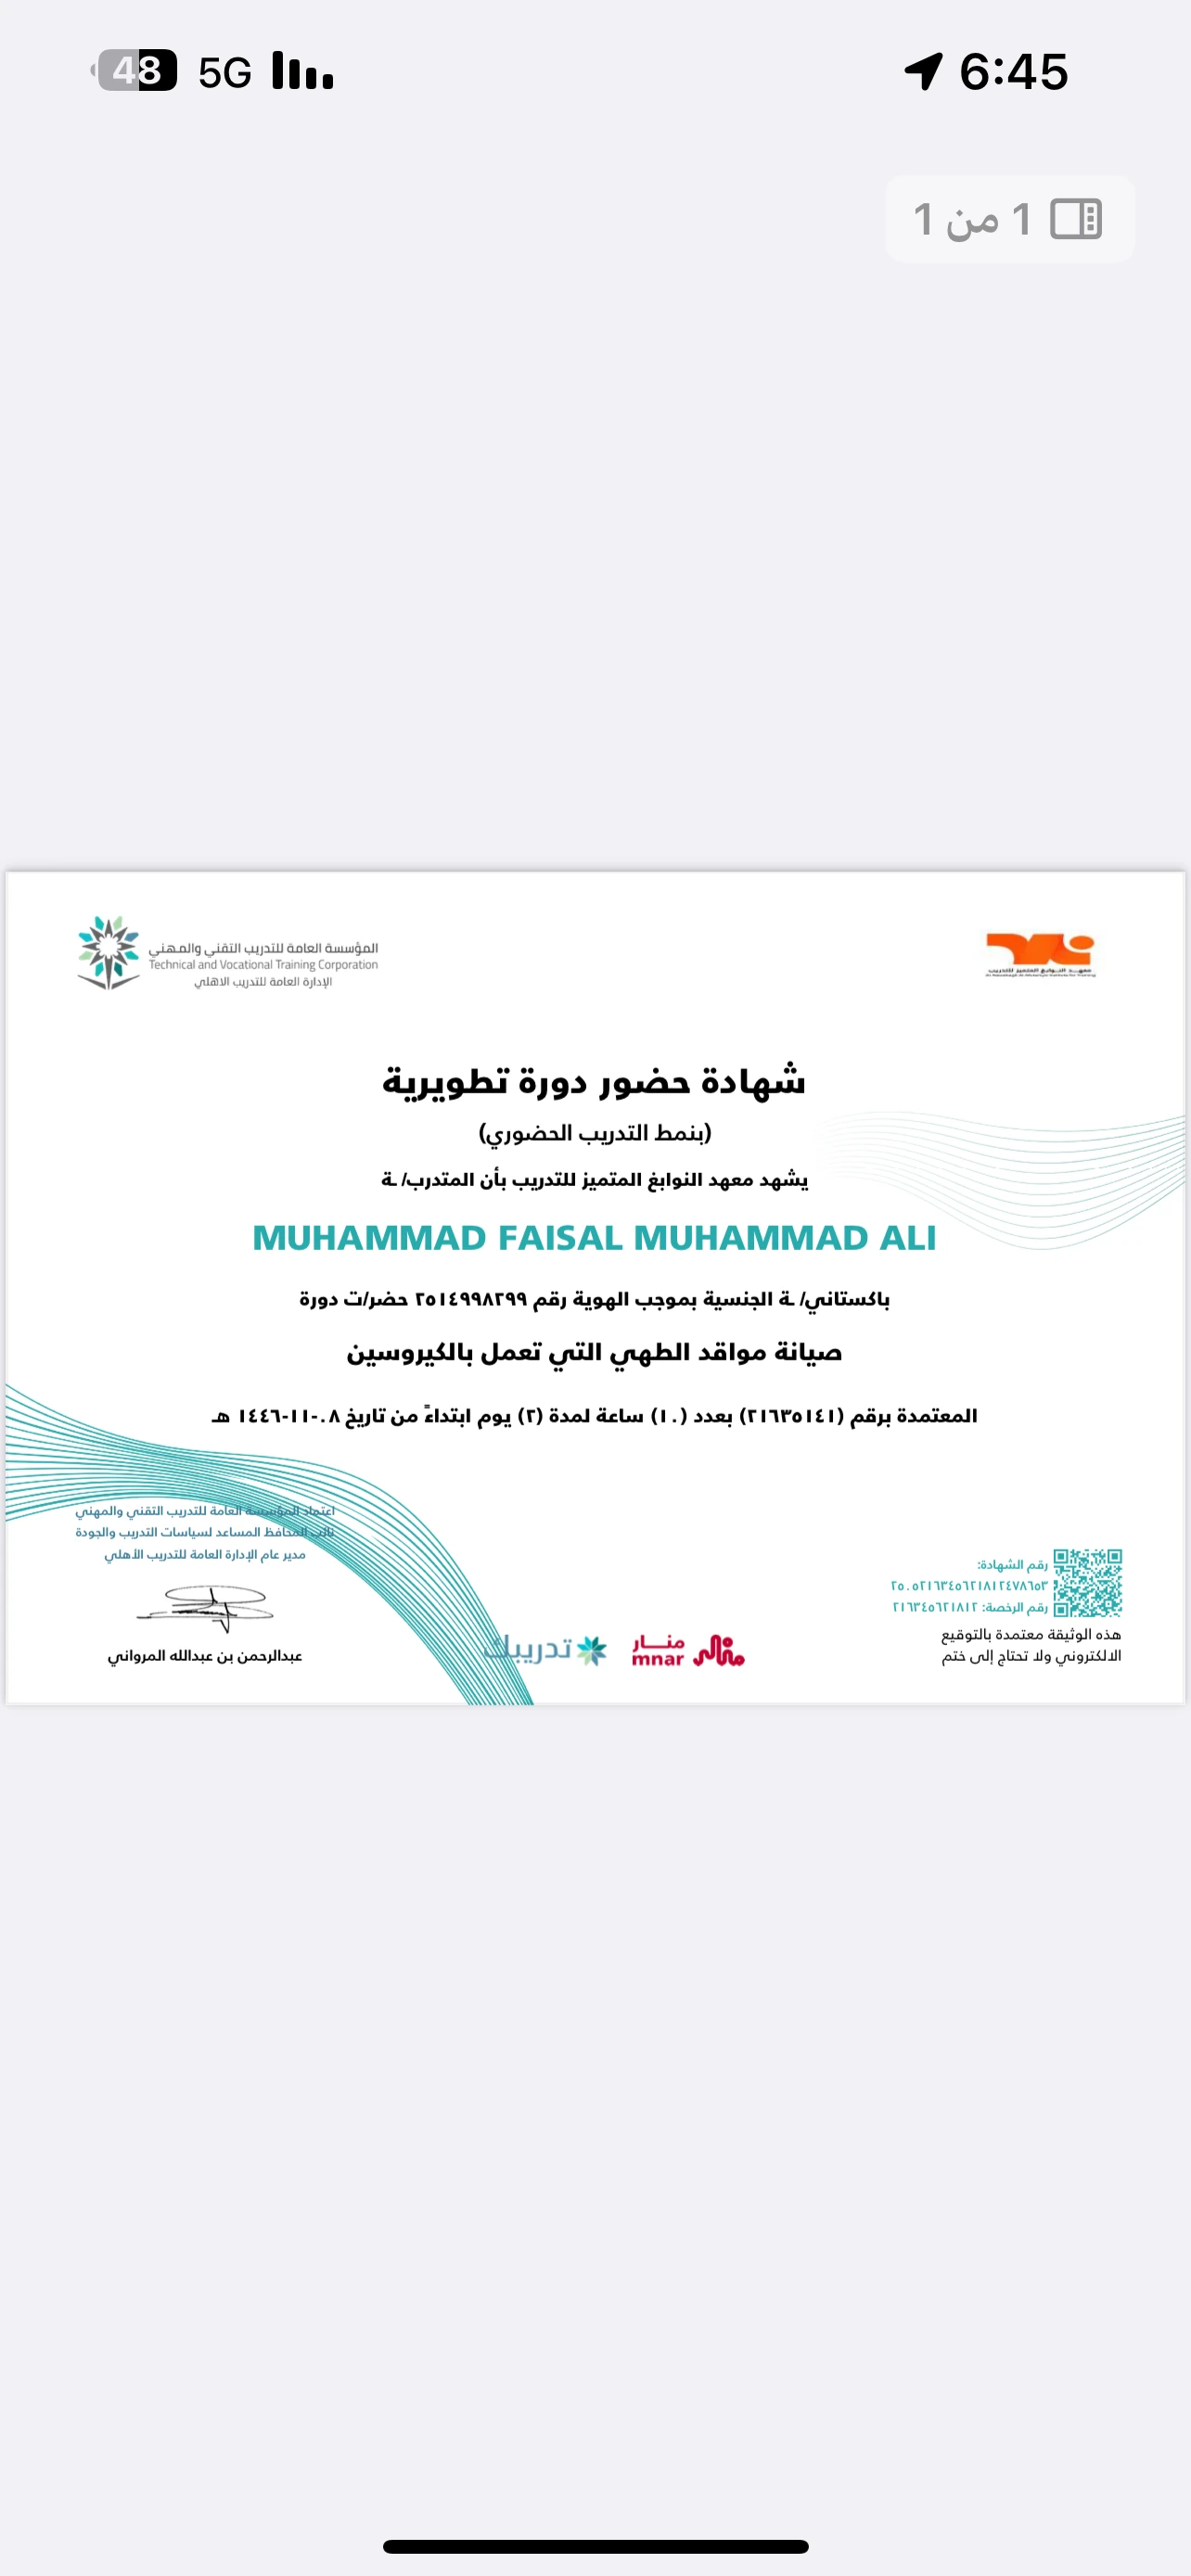 48 5G 6:45
1 من 1
المؤسسة العامة للتدريب التقني والمهني
Technical and Vocational Training Corporation
الإدارة العامة للتدريب الاهلي
معهد النوابغ المتميز للتدريب
شهادة حضور دورة تطويرية
(بنمط التدريب الحضوري)
يشهد معهد النوابغ المتميز للتدريب بأن المتدرب/ ـة
MUHAMMAD FAISAL MUHAMMAD ALI
باكستاني/ ـة الجنسية بموجب الهوية رقم ٢٥١٤٩٩٨٢٩٩ حضر/ت دورة
صيانة مواقد الطهي التي تعمل بالكيروسين
المعتمدة برقم (٢١٦٣٥١٤١) بعدد (١٠) ساعة لمدة (٢) يوم ابتداءً من تاريخ ٠٨-١١-١٤٤٦ هـ
اعتماد المؤسسة العامة للتدريب التقني والمهني
نائب المحافظ المساعد لسياسات التدريب والجودة
مدير عام الإدارة العامة للتدريب الأهلي
عبدالرحمن بن عبدالله المرواني
رقم الشهادة:
٢٥٠٥٢١٦٣٤٥٦٢١٨١٢٤٧٨٦٥٣
رقم الرخصة: ٢١٦٣٤٥٦٢١٨١٢
هذه الوثيقة معتمدة بالتوقيع
الالكتروني ولا تحتاج إلى ختم
منار
mnar
تدريبك